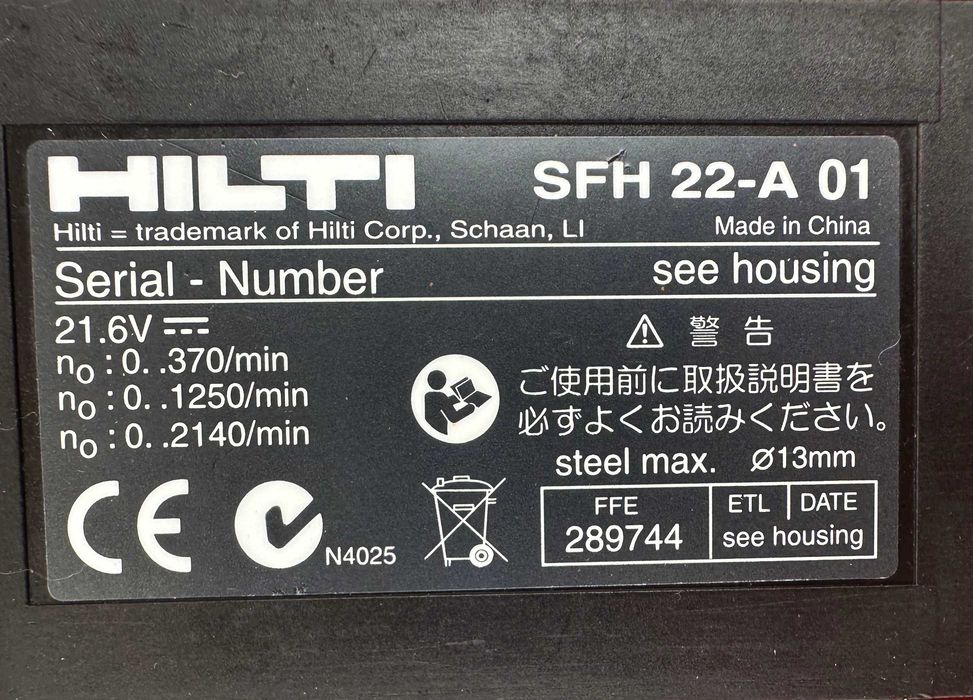 HILTI SFH 22-A 01
Hilti = trademark of Hilti Corp., Schaan, LI Made in China
Serial - Number see housing
21.6V
n₀ : 0. .370/min
n₀ : 0. .1250/min
n₀ : 0. .2140/min
警 告
ご使用前に取扱説明書を
必ずよくお読みください。
steel max. Ø13mm
CE
N4025
FFE ETL DATE
289744 see housing